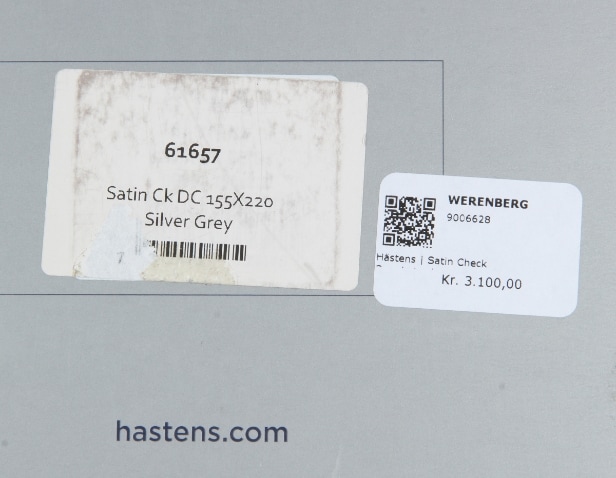 61657
Satin Ck DC 155X220
Silver Grey
WERENBERG
9006628
Hästens | Satin Check
Kr. 3.100,00
hastens.com